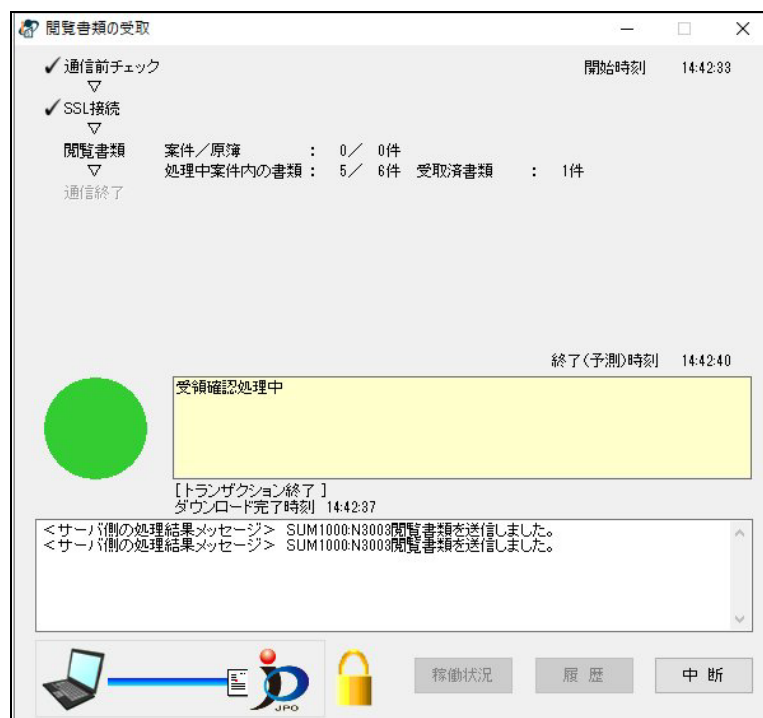 閲覧書類の受取
✓通信前チェック 開始時刻 14:42:33
▽
✓SSL接続
▽
閲覧書類 案件／原簿 : 0／ 0件
▽ 処理中案件内の書類 : 5／ 6件 受取済書類 : 1件
通信終了
終了(予測)時刻 14:42:40
受領確認処理中
[トランザクション終了 ]
ダウンロード完了時刻 14:42:37
＜サーバ側の処理結果メッセージ＞ SUM1000:N3003閲覧書類を送信しました。
＜サーバ側の処理結果メッセージ＞ SUM1000:N3003閲覧書類を送信しました。
JPO
稼働状況 履 歴 中 断